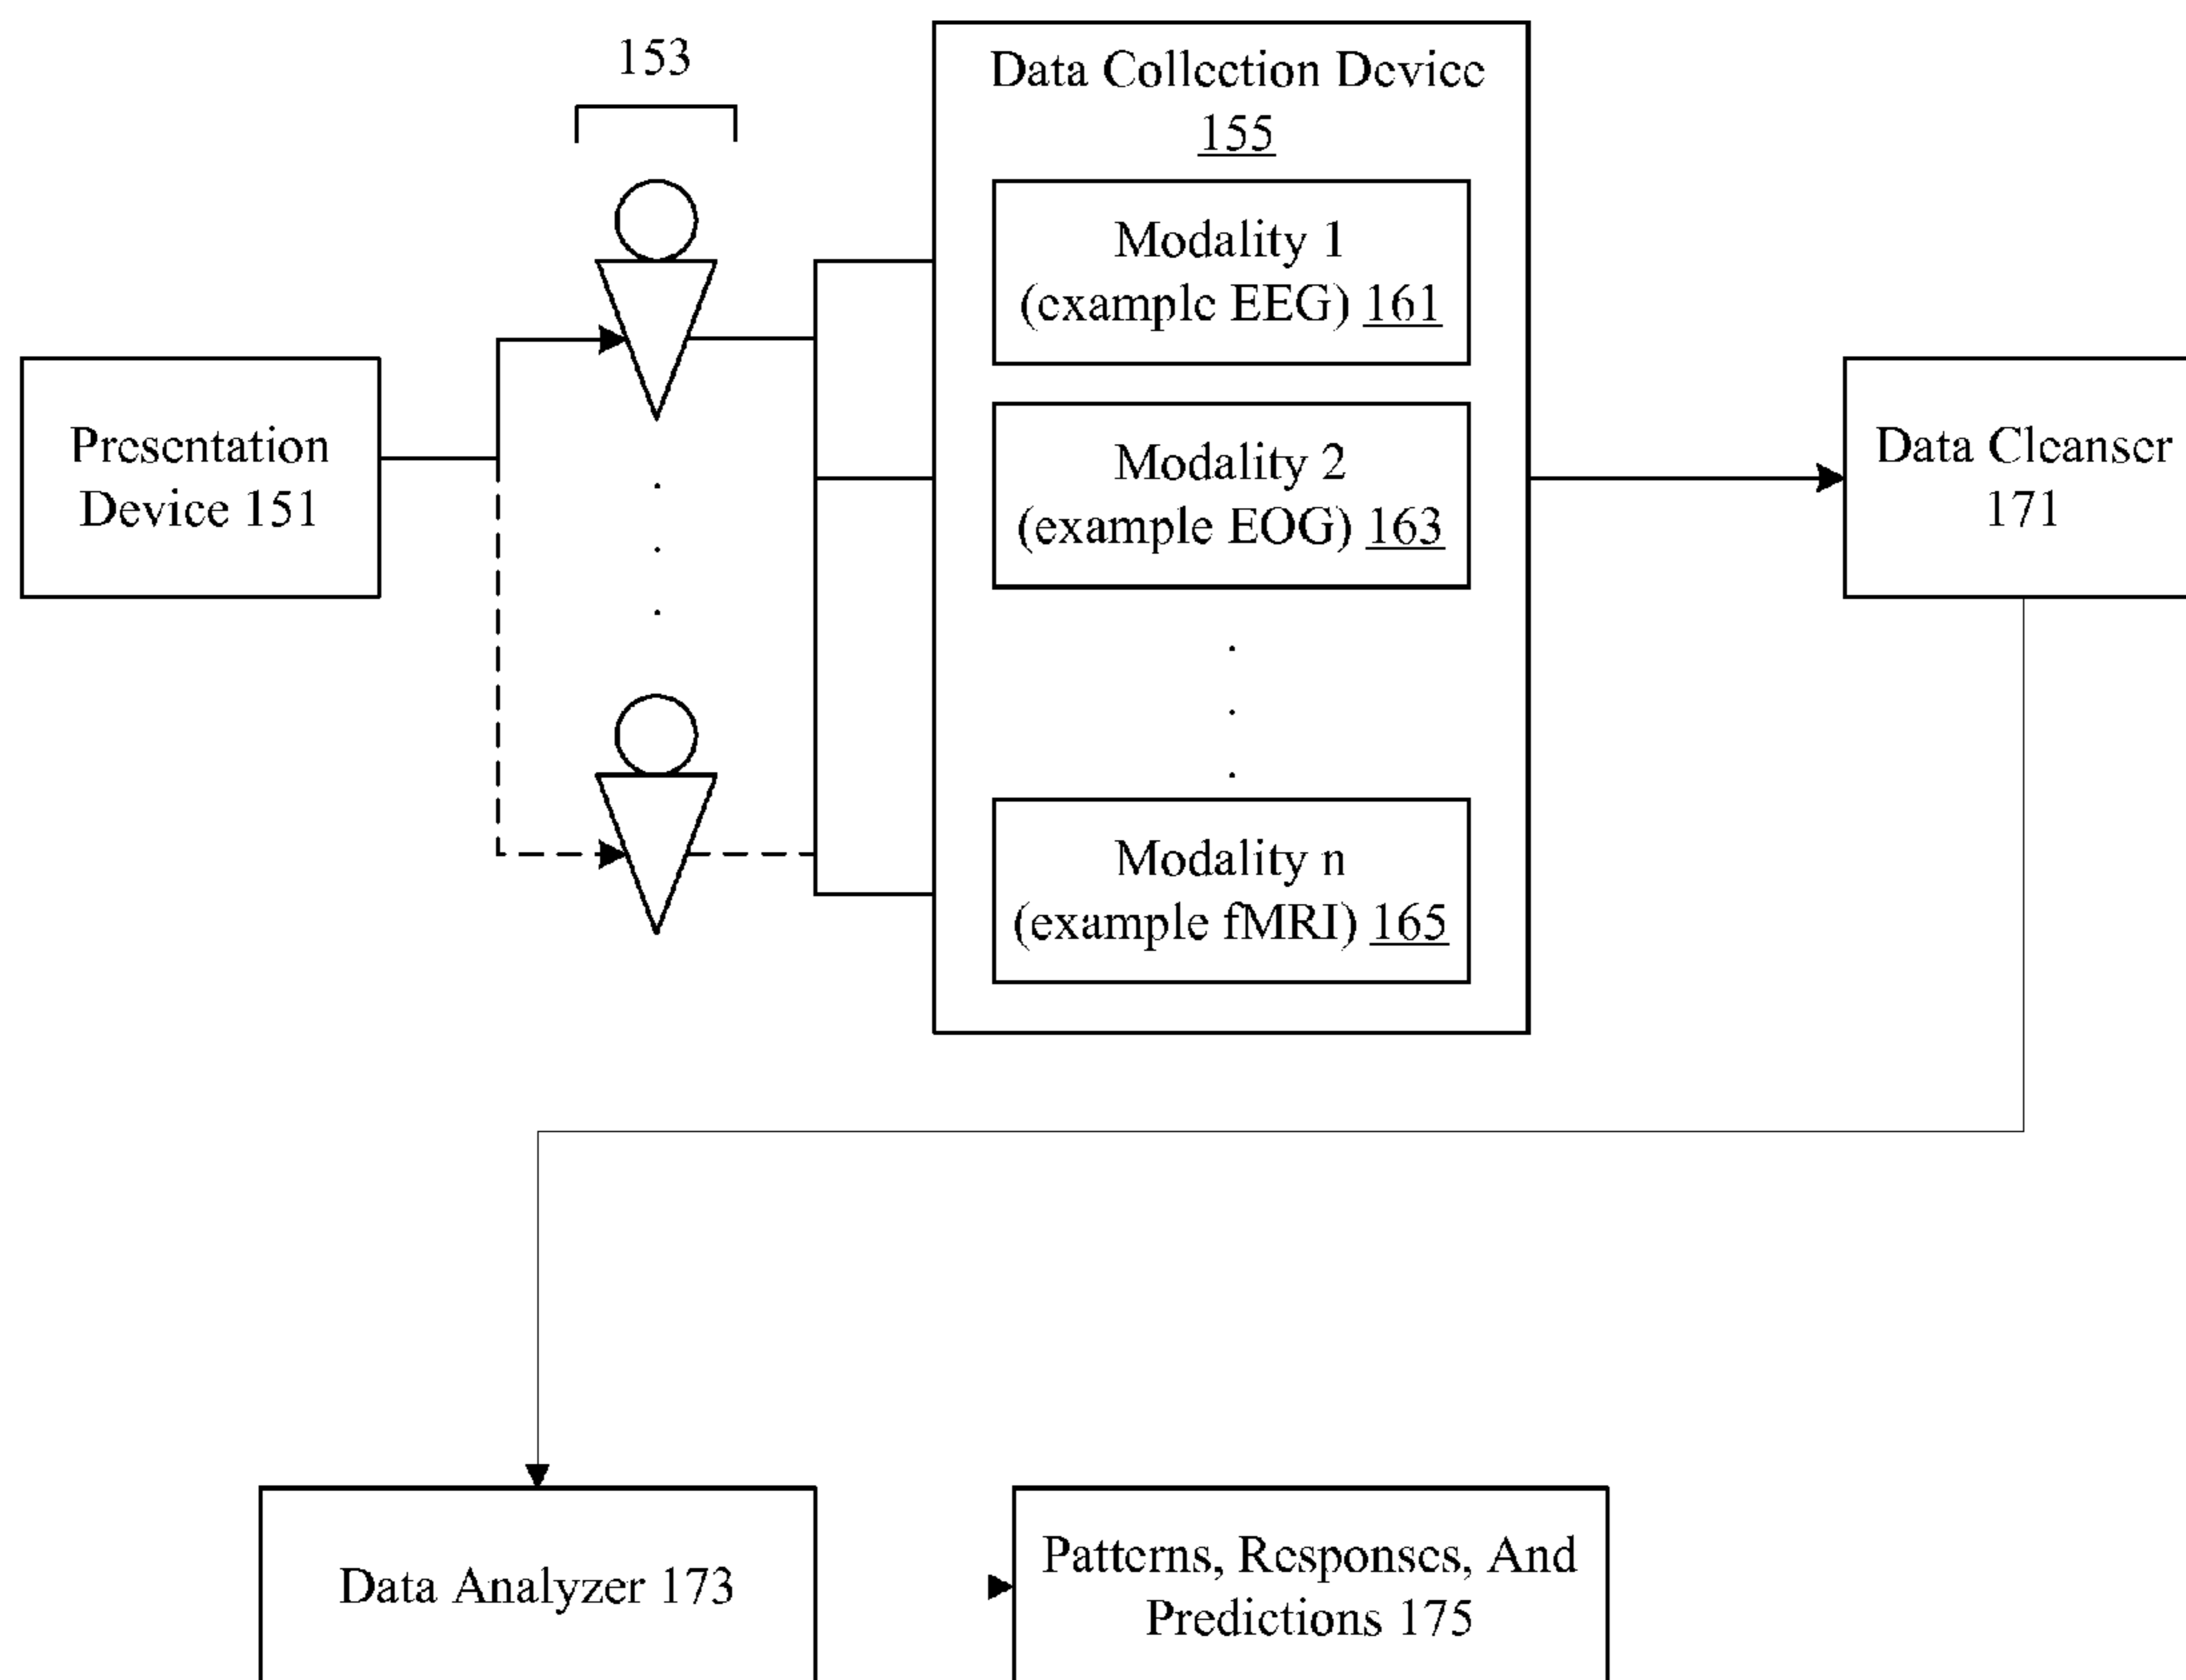 153
Data Collection Device
155
Modality 1
(example EEG) 161
Presentation
Device 151
Modality 2
(example EOG) 163
Data Cleanser
171
Modality n
(example fMRI) 165
Data Analyzer 173
Patterns, Responses, And
Predictions 175